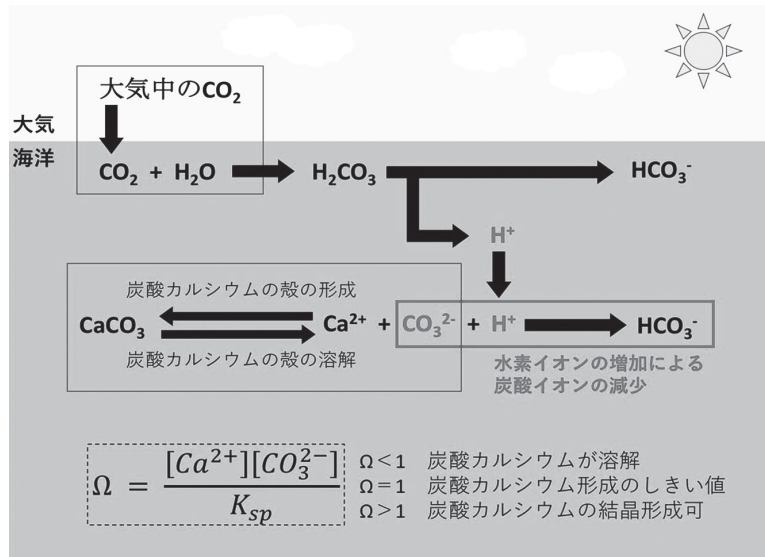 大気中のCO₂
大気
海洋
CO₂ + H₂O → H₂CO₃ → HCO₃⁻
H⁺
炭酸カルシウムの殻の形成
CaCO₃ ⇄ Ca²⁺ + CO₃²⁻ + H⁺ → HCO₃⁻
炭酸カルシウムの殻の溶解
水素イオンの増加による
炭酸イオンの減少
Ω = [Ca²⁺][CO₃²⁻] / Kₛₚ
Ω<1 炭酸カルシウムが溶解
Ω=1 炭酸カルシウム形成のしきい値
Ω>1 炭酸カルシウムの結晶形成可